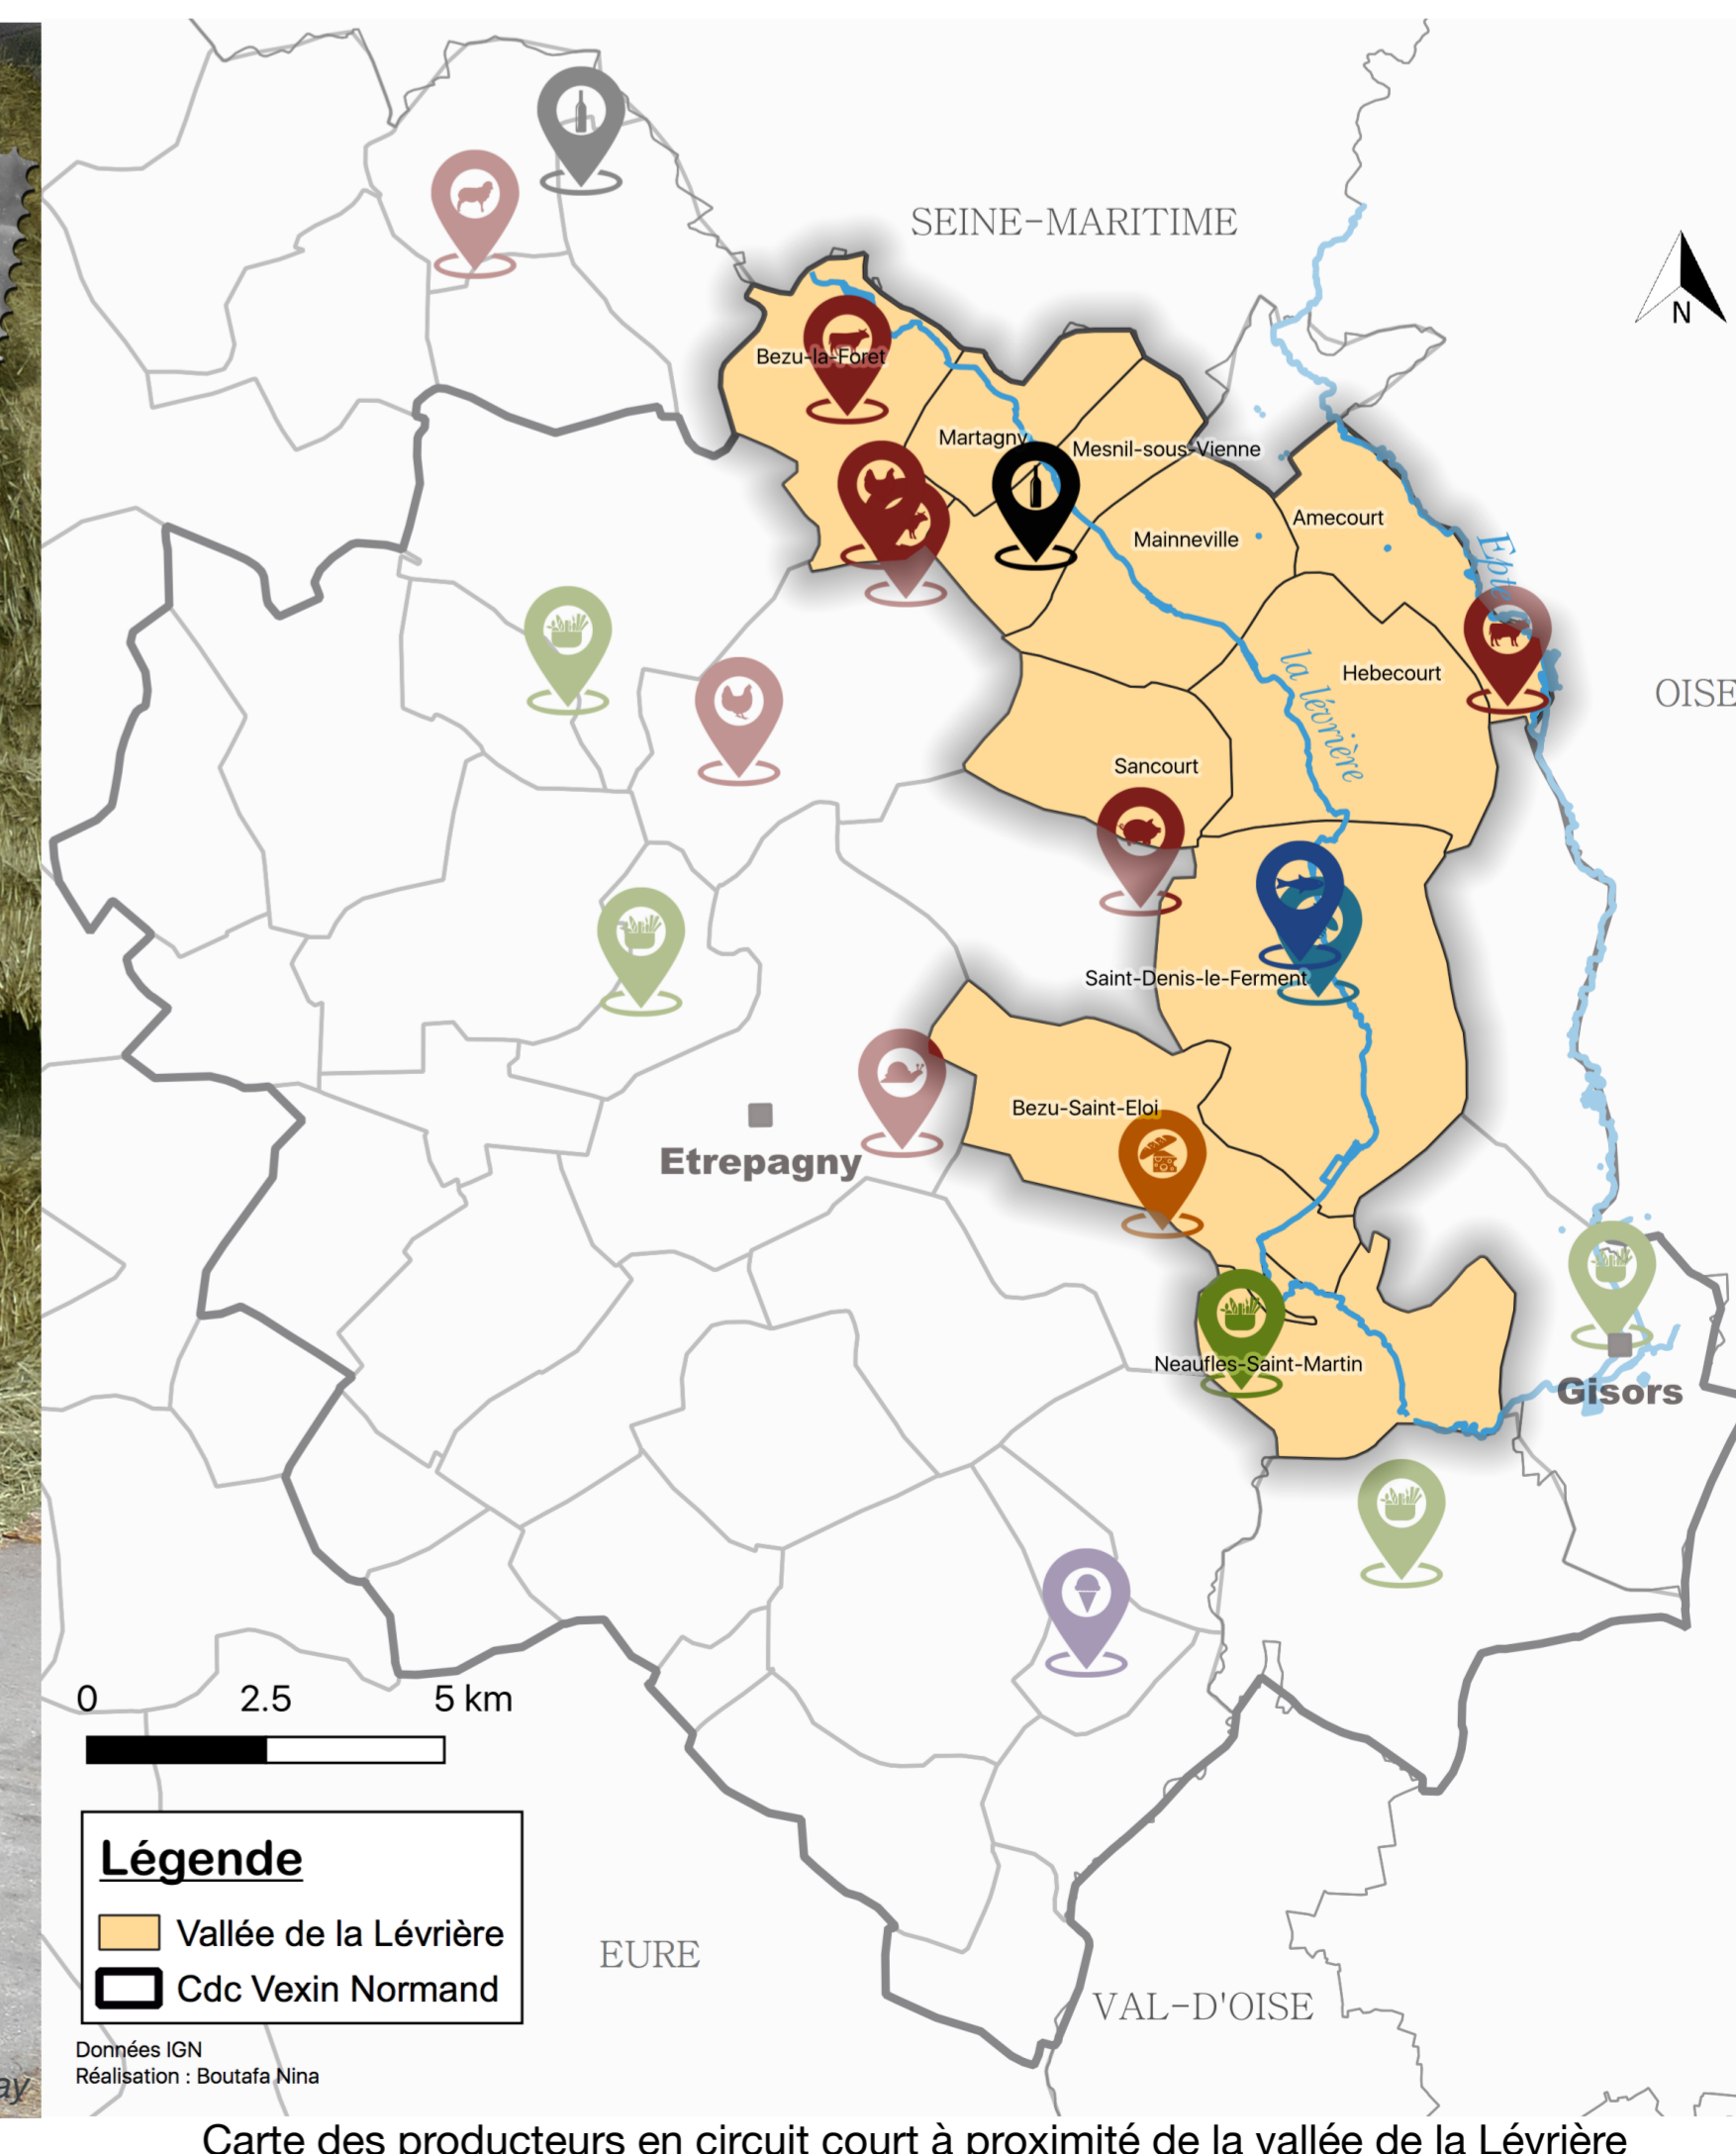 SEINE-MARITIME
N
Bezu-la-Foret
Martagny
Mesnil-sous-Vienne
Amecourt
Mainneville
Epte
OISE
Hebecourt
la lévrière
Sancourt
Saint-Denis-le-Ferment
Bezu-Saint-Eloi
Etrepagny
Neaufles-Saint-Martin
Gisors
0 2.5 5 km
Légende
Vallée de la Lévrière
Cdc Vexin Normand
EURE
VAL-D'OISE
Données IGN
Réalisation : Boutafa Nina
ay
Carte des producteurs en circuit court à proximité de la vallée de la Lévrière